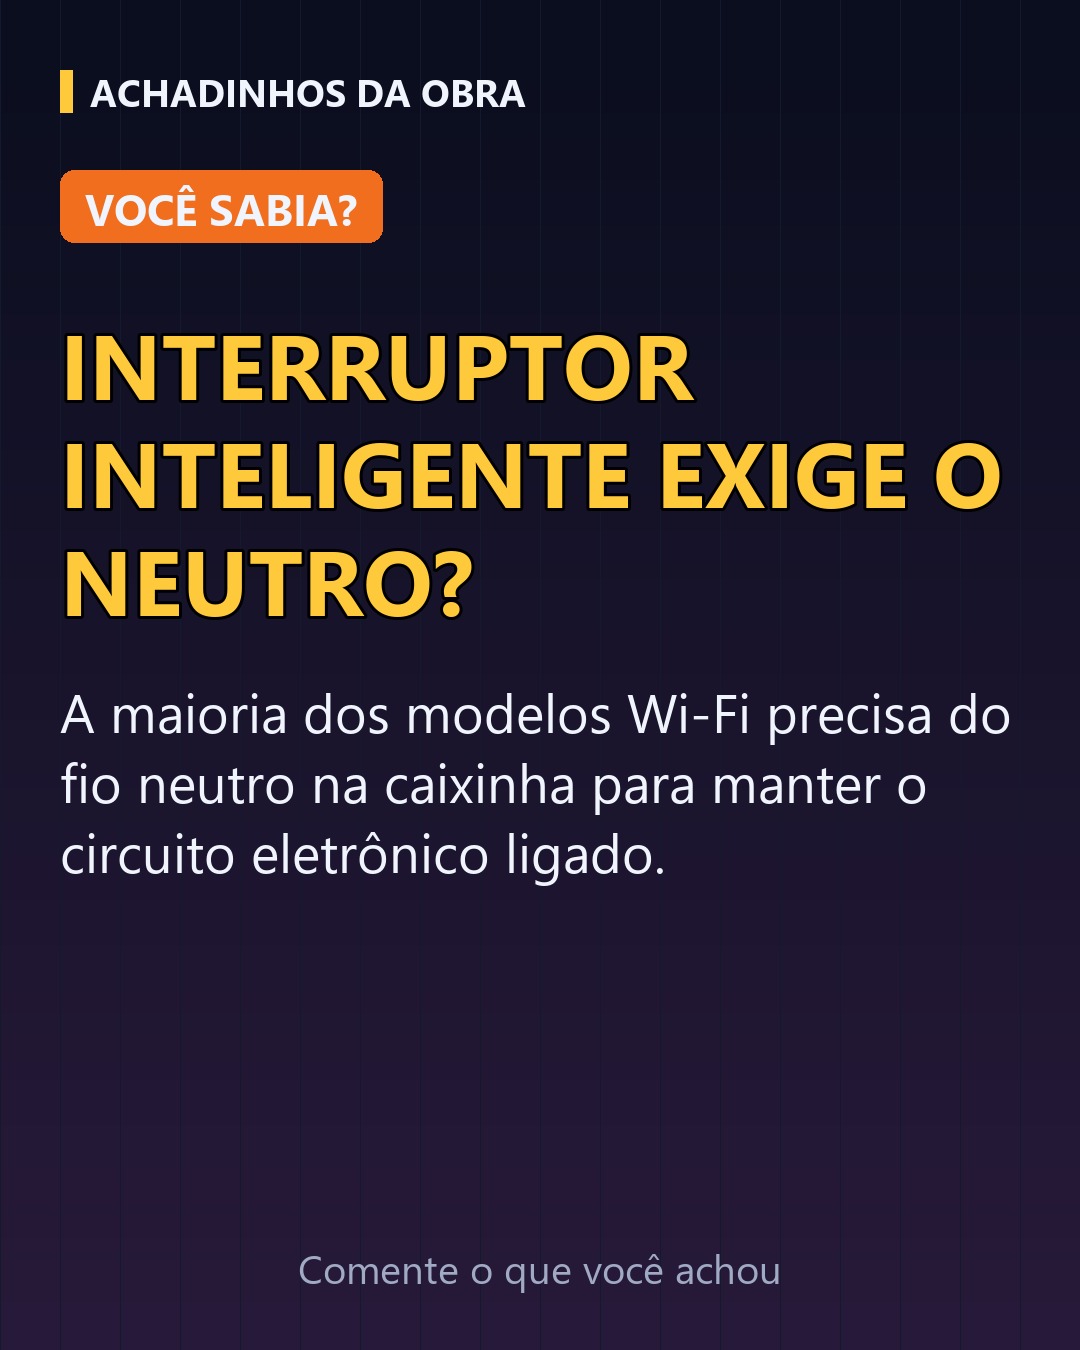 ACHADINHOS DA OBRA
VOCÊ SABIA?
INTERRUPTOR
INTELIGENTE EXIGE O
NEUTRO?
A maioria dos modelos Wi-Fi precisa do
fio neutro na caixinha para manter o
circuito eletrônico ligado.
Comente o que você achou